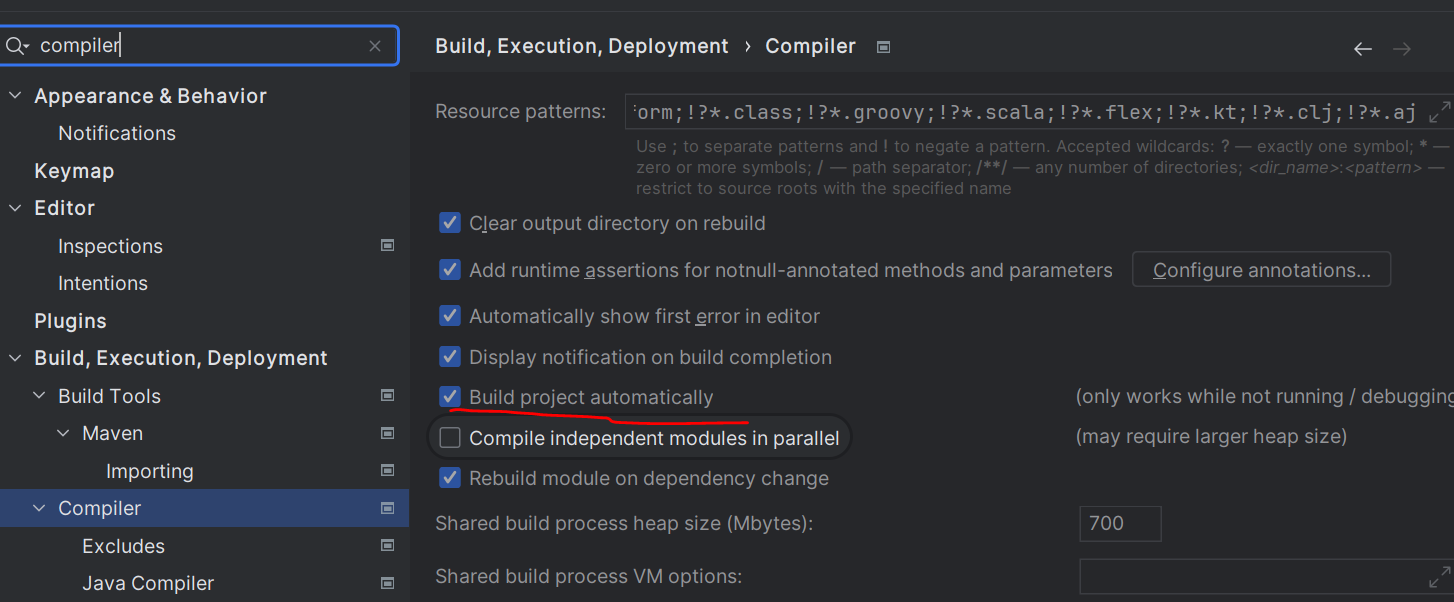 compiler
Appearance & Behavior
Notifications
Keymap
Editor
Inspections
Intentions
Plugins
Build, Execution, Deployment
Build Tools
Maven
Importing
Compiler
Excludes
Java Compiler
Build, Execution, Deployment › Compiler
Resource patterns: orm;!?*.class;!?*.groovy;!?*.scala;!?*.flex;!?*.kt;!?*.clj;!?*.aj
Use ; to separate patterns and ! to negate a pattern. Accepted wildcards: ? — exactly one symbol; * —
zero or more symbols; / — path separator; /**/ — any number of directories; <dir_name>:<pattern> —
restrict to source roots with the specified name
Clear output directory on rebuild
Add runtime assertions for notnull-annotated methods and parameters Configure annotations...
Automatically show first error in editor
Display notification on build completion
Build project automatically (only works while not running / debugging
Compile independent modules in parallel (may require larger heap size)
Rebuild module on dependency change
Shared build process heap size (Mbytes): 700
Shared build process VM options: